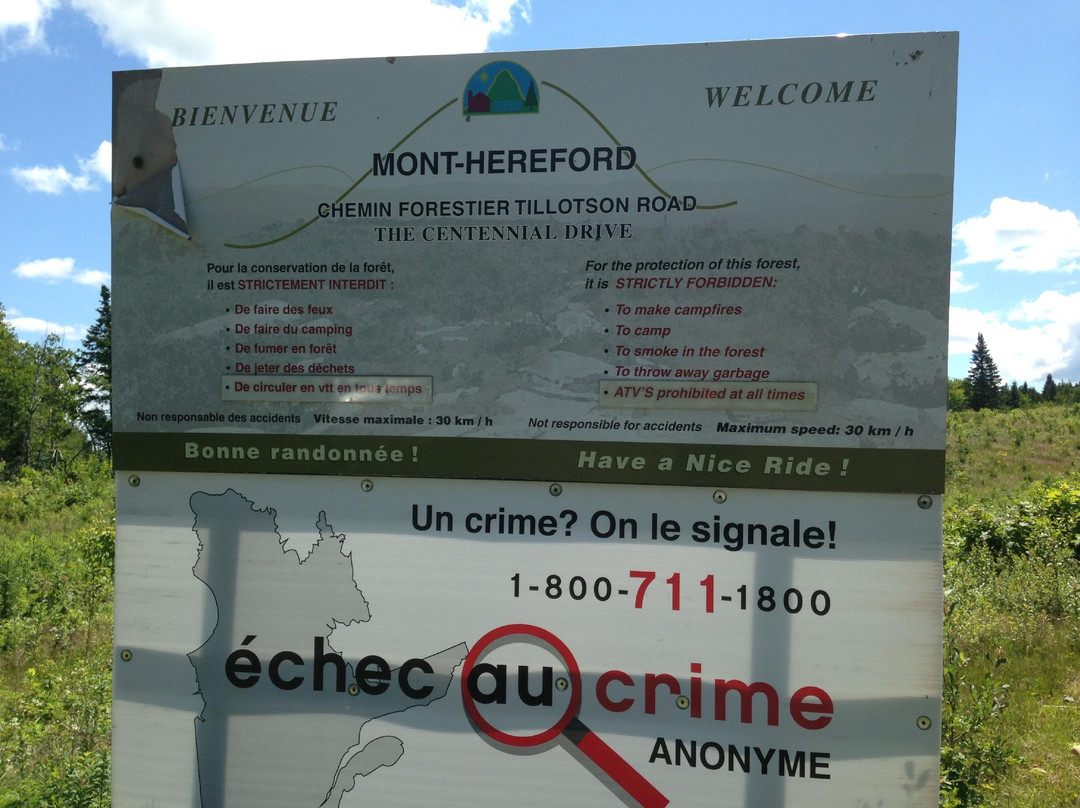 BIENVENUE
WELCOME
MONT-HEREFORD
CHEMIN FORESTIER TILLOTSON ROAD
THE CENTENNIAL DRIVE
Pour la conservation de la forêt,
il est STRICTEMENT INTERDIT :
• De faire des feux
• De faire du camping
• De fumer en forêt
• De jeter des déchets
• De circuler en vtt en tous temps
Non responsable des accidents Vitesse maximale : 30 km / h
For the protection of this forest,
it is STRICTLY FORBIDDEN:
• To make campfires
• To camp
• To smoke in the forest
• To throw away garbage
• ATV'S prohibited at all times
Not responsible for accidents Maximum speed: 30 km / h
Bonne randonnée !
Have a Nice Ride !
Un crime? On le signale!
1-800-711-1800
échec au crime
ANONYME